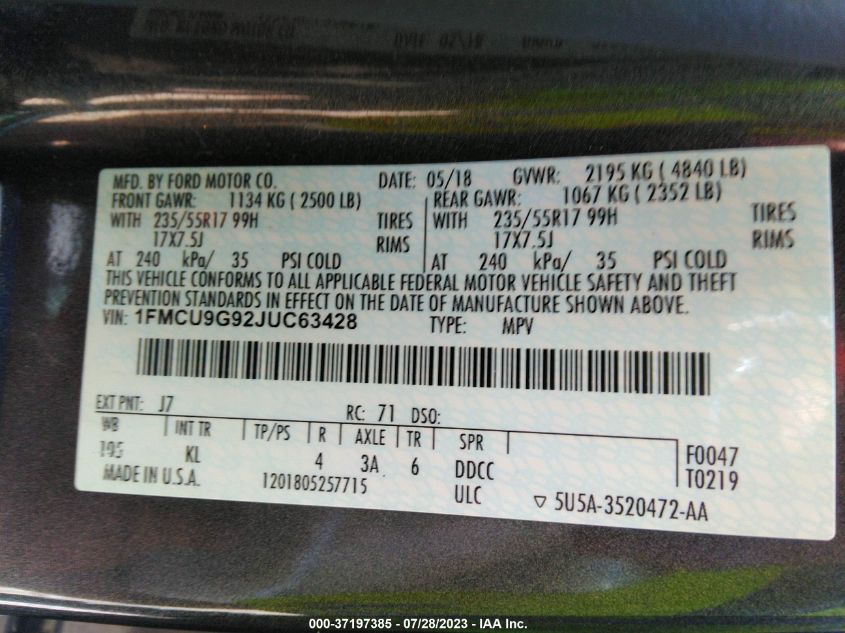 MFD. BY FORD MOTOR CO. DATE: 05/18 GVWR: 2195 KG ( 4840 LB)
FRONT GAWR: 1134 KG ( 2500 LB) REAR GAWR: 1067 KG ( 2352 LB)
WITH 235/55R17 99H TIRES WITH 235/55R17 99H TIRES
17X7.5J RIMS 17X7.5J RIMS
AT 240 kPa/ 35 PSI COLD AT 240 kPa/ 35 PSI COLD
THIS VEHICLE CONFORMS TO ALL APPLICABLE FEDERAL MOTOR VEHICLE SAFETY AND THEFT
PREVENTION STANDARDS IN EFFECT ON THE DATE OF MANUFACTURE SHOWN ABOVE.
VIN: 1FMCU9G92JUC63428 TYPE: MPV
EXT PNT: J7 RC: 71 DSO:
WB INT TR TP/PS R AXLE TR SPR F0047
105 KL 4 3A 6 DDCC T0219
MADE IN U.S.A. 1201805257715 ULC ▽ 5U5A-3520472-AA
000-37197385 - 07/28/2023 - IAA Inc.